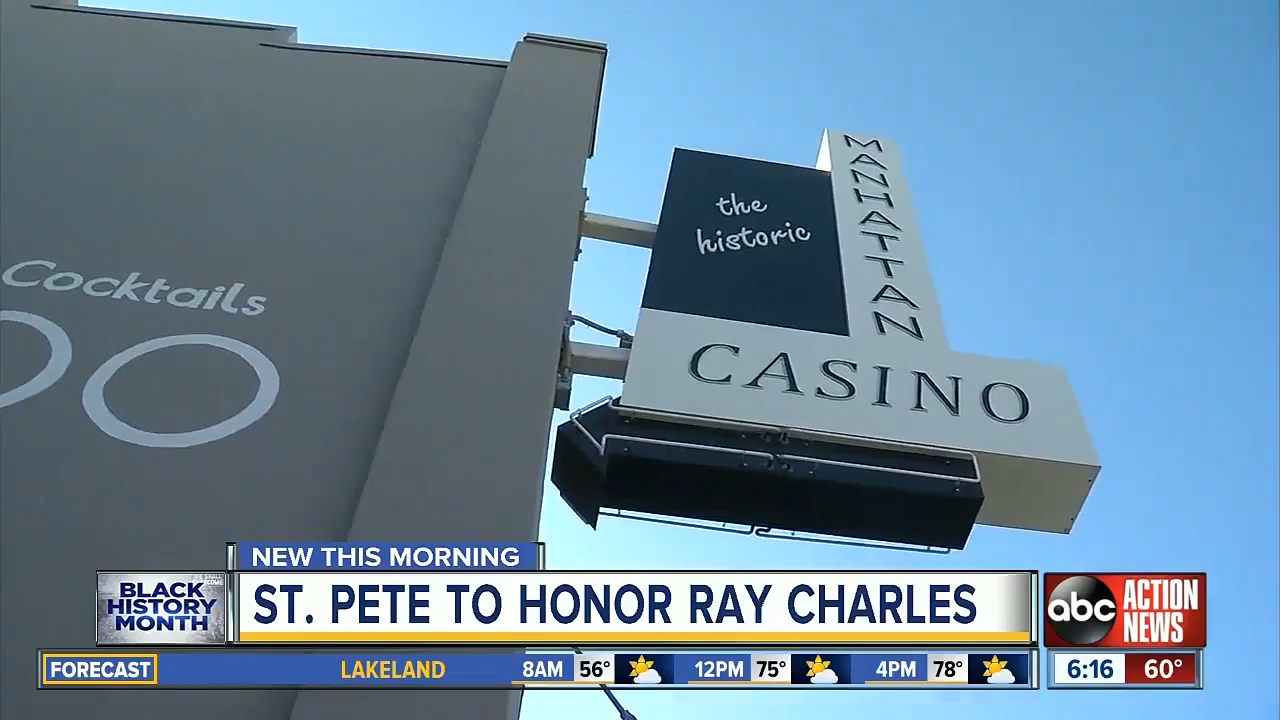 Cocktails
the
historic
MANHATTAN
CASINO
NEW THIS MORNING
BLACK
HISTORY
MONTH
ST. PETE TO HONOR RAY CHARLES
abc
ACTION
NEWS
FORECAST
LAKELAND
8AM 56°
12PM 75°
4PM 78°
6:16 60°